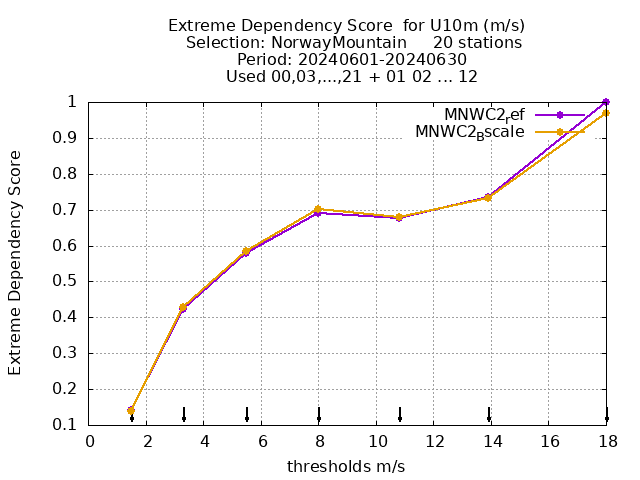 Extreme Dependency Score  for U10m (m/s)
Selection: NorwayMountain     20 stations
Period: 20240601-20240630
Used 00,03,...,21 + 01 02 ... 12
MNWC2ref
MNWC2Bscale
1
0.9
0.8
0.7
0.6
0.5
0.4
0.3
0.2
0.1
Extreme Dependency Score
0 2 4 6 8 10 12 14 16 18
thresholds m/s